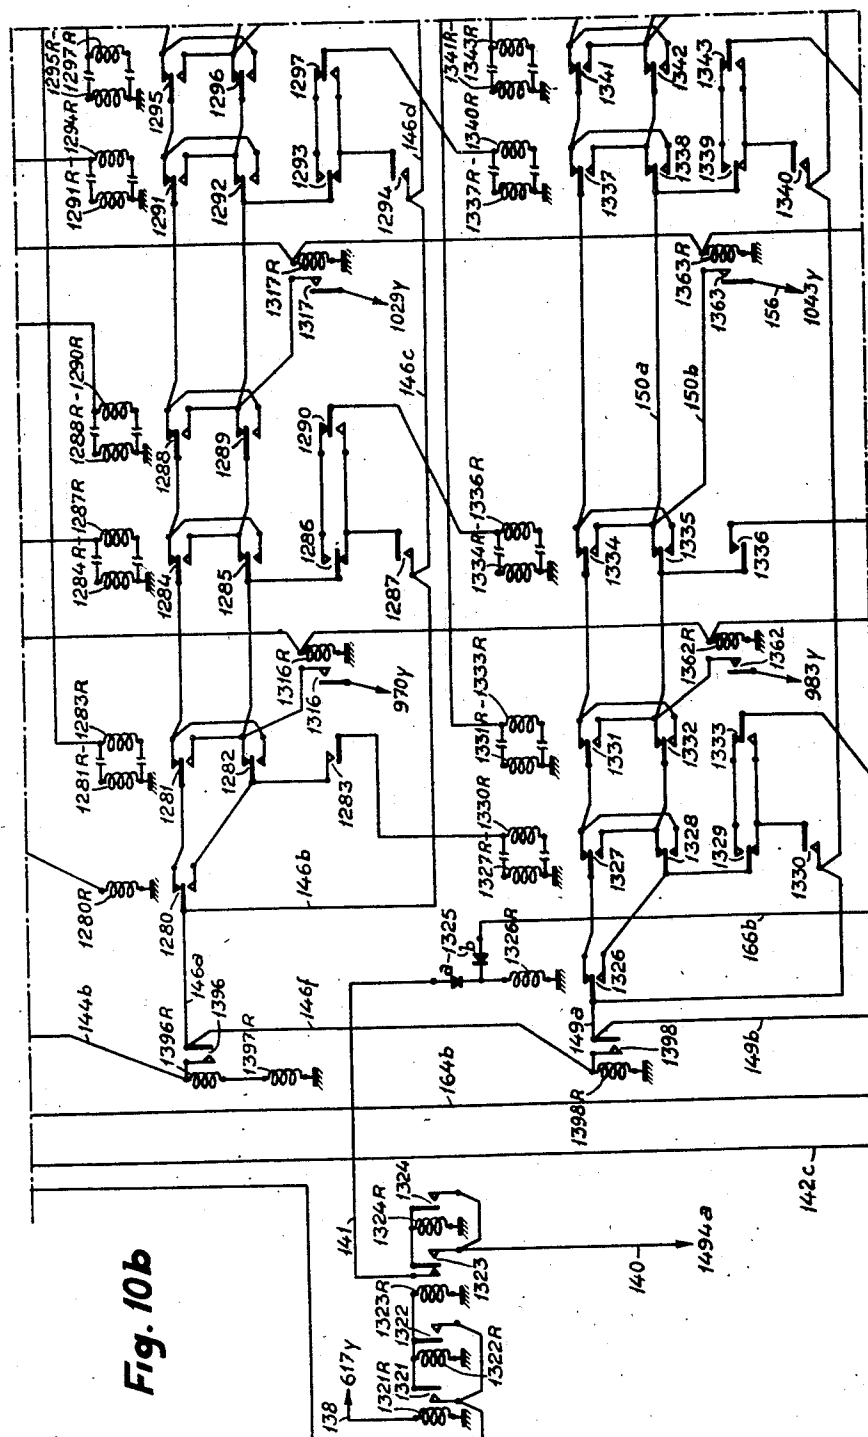 Fig. 10b
1295R-
1297R
1291R-1294R
1295
1296
1297
1291
1292
1293
1294
146d
1317R
1317
1029y
1288R-1290R
1284R-1287R
1288
1289
1290
146c
1284
1285
1286
1287
1316R
1316
970y
1281R-1283R
1281
1282
1283
1280R
1280
146b
146a
144b
1396R
1396
1397R
146f
164b
1341R-
1343R
1337R-1340R
1341
1342
1343
1337
1338
1339
1340
1363R
1363
156
1043y
150a
150b
1334R-1336R
1334
1335
1336
1362R
1362
983y
1331R-1333R
1327R-1330R
1331
1332
1333
1327
1328
1329
1330
a-1325
b
1326R
1326
166b
149a
1398
1398R
149b
142c
141
1324
1324R
1323
1323R
140
1494a
1322
1322R
1321
1321R
138
617y